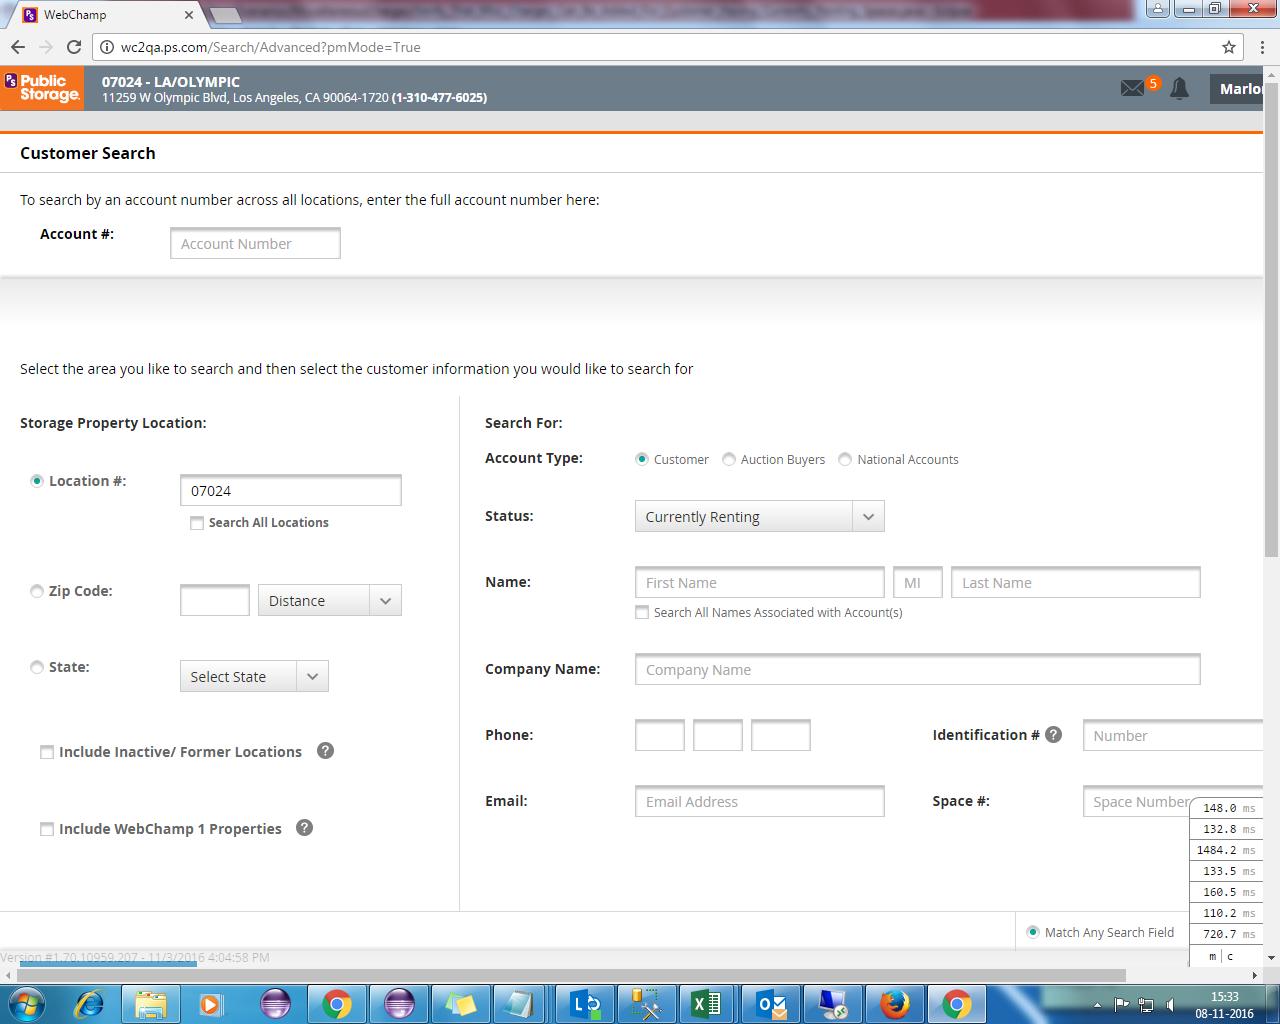 WebChamp
wc2qa.ps.com/Search/Advanced?pmMode=True
PS Public Storage.
07024 - LA/OLYMPIC
11259 W Olympic Blvd, Los Angeles, CA 90064-1720 (1-310-477-6025)
5
Marlo
Customer Search
To search by an account number across all locations, enter the full account number here:
Account #:
Account Number
Select the area you like to search and then select the customer information you would like to search for
Storage Property Location:
Search For:
Account Type:
Customer
Auction Buyers
National Accounts
Location #:
07024
Search All Locations
Status:
Currently Renting
Zip Code:
Distance
Name:
First Name
MI
Last Name
Search All Names Associated with Account(s)
State:
Select State
Company Name:
Company Name
Phone:
Identification # ?
Number
Include Inactive/ Former Locations ?
Email:
Email Address
Space #:
Space Number
Include WebChamp 1 Properties ?
148.0 ms
132.8 ms
1484.2 ms
133.5 ms
160.5 ms
110.2 ms
720.7 ms
m | c
Match Any Search Field
Version #1.70.10959.207 - 11/3/2016 4:04:58 PM
15:33
08-11-2016